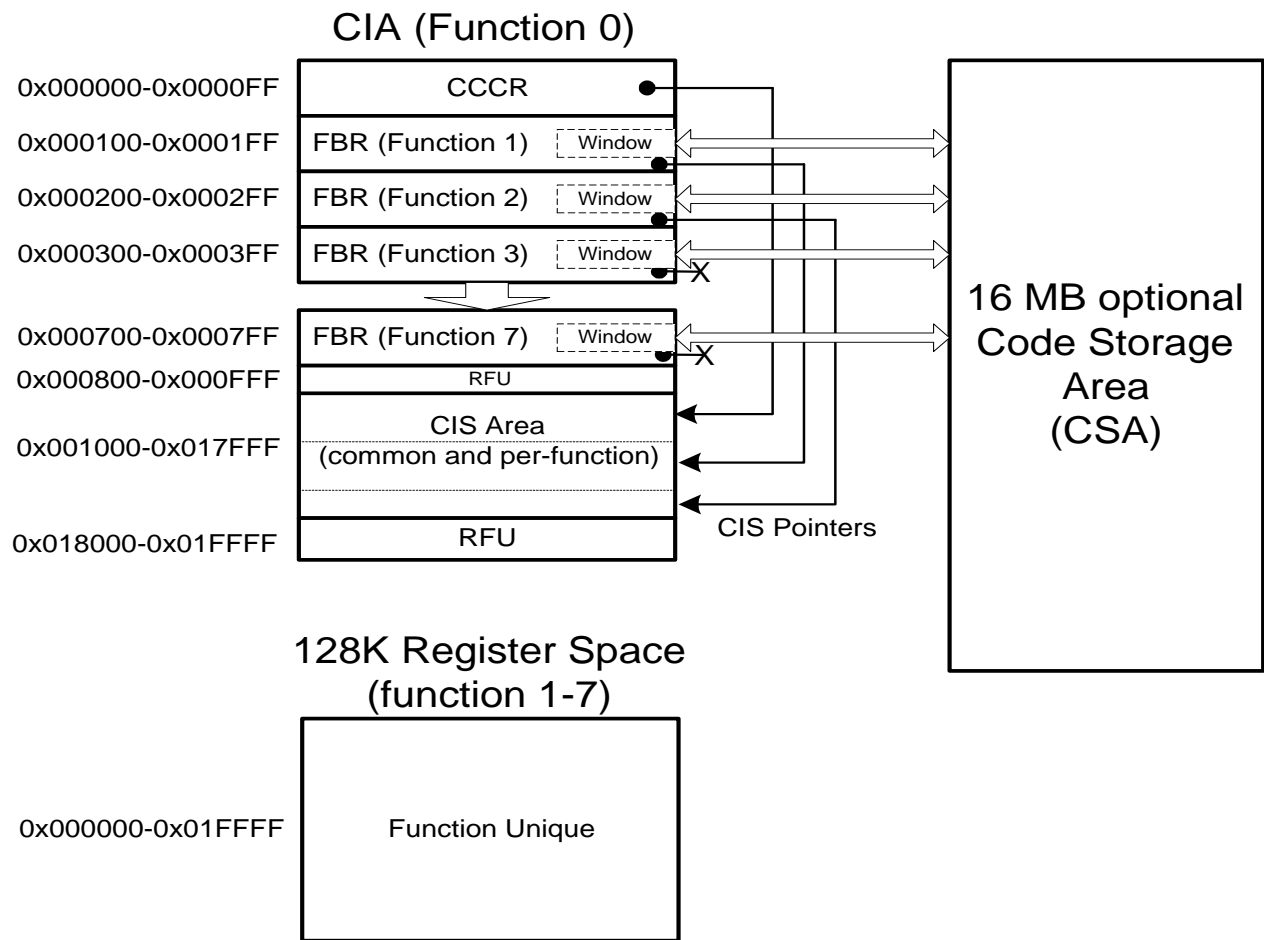 CIA (Function 0)
0x000000-0x0000FF
CCCR
0x000100-0x0001FF
FBR (Function 1)
Window
0x000200-0x0002FF
FBR (Function 2)
Window
0x000300-0x0003FF
FBR (Function 3)
Window
X
0x000700-0x0007FF
FBR (Function 7)
Window
X
0x000800-0x000FFF
RFU
0x001000-0x017FFF
CIS Area
(common and per-function)
CIS Pointers
0x018000-0x01FFFF
RFU
16 MB optional
Code Storage
Area
(CSA)
128K Register Space
(function 1-7)
0x000000-0x01FFFF
Function Unique